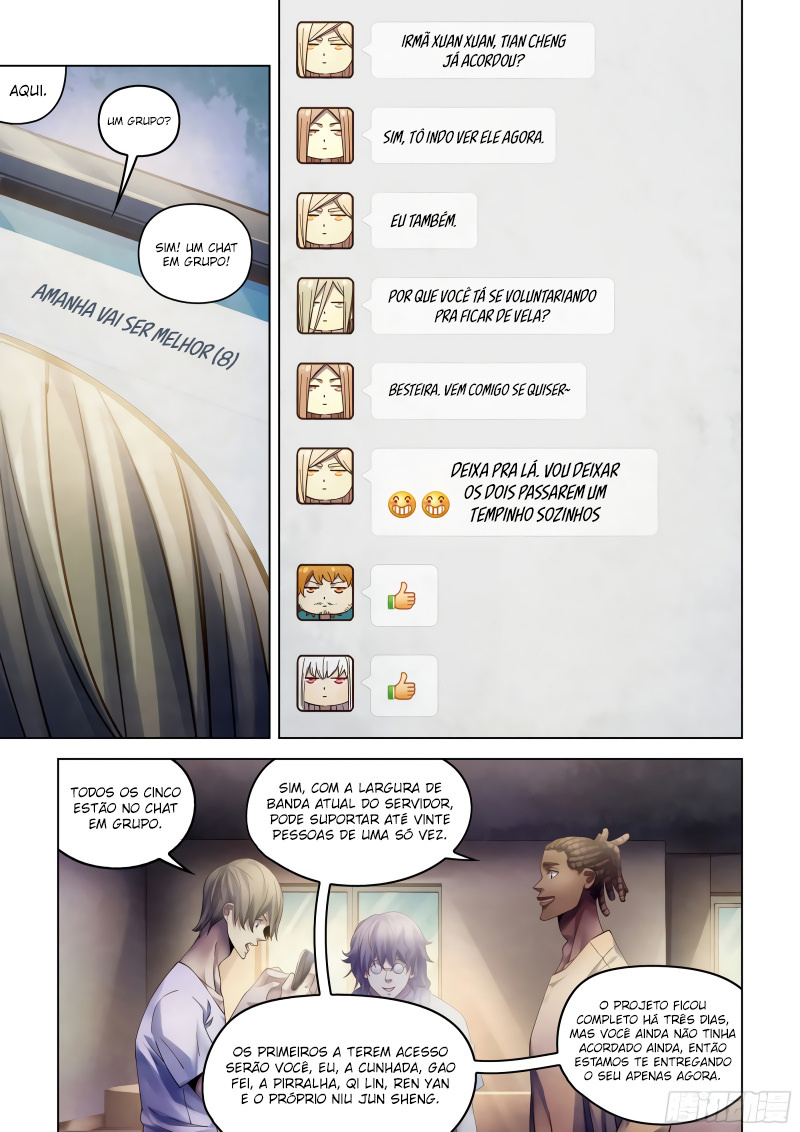 AQUI.
UM GRUPO?
SIM! UM CHAT
EM GRUPO!
AMANHA VAI SER MELHOR (8)
IRMÃ XUAN XUAN, TIAN CHENG
JÁ ACORDOU?
SIM, TÔ INDO VER ELE AGORA.
EU TAMBÉM.
POR QUE VOCÊ TÁ SE VOLUNTARIANDO
PRA FICAR DE VELA?
BESTEIRA. VEM COMIGO SE QUISER~
DEIXA PRA LÁ. VOU DEIXAR
OS DOIS PASSAREM UM
TEMPINHO SOZINHOS
TODOS OS CINCO
ESTÃO NO CHAT
EM GRUPO.
SIM, COM A LARGURA DE
BANDA ATUAL DO SERVIDOR,
PODE SUPORTAR ATÉ VINTE
PESSOAS DE UMA SÓ VEZ.
OS PRIMEIROS A TEREM ACESSO
SERÃO VOCÊ, EU, A CUNHADA, GAO
FEI, A PIRRALHA, QI LIN, REN YAN
E O PRÓPRIO NIU JUN SHENG.
O PROJETO FICOU
COMPLETO HÁ TRÊS DIAS,
MAS VOCÊ AINDA NÃO TINHA
ACORDADO AINDA, ENTÃO
ESTAMOS TE ENTREGANDO
O SEU APENAS AGORA.
腾讯动漫